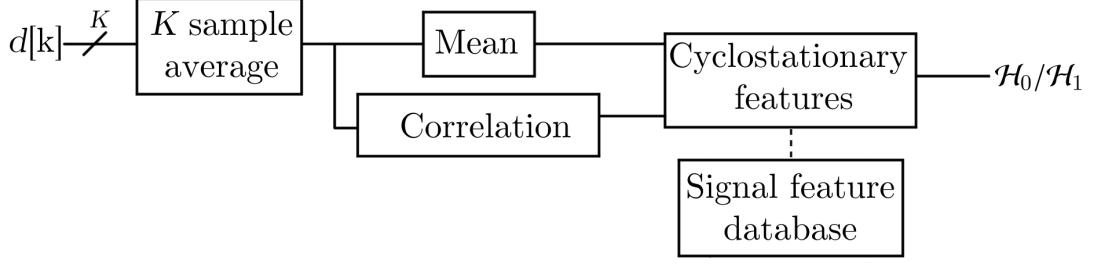 d[k]
K
K sample
average
Mean
Correlation
Cyclostationary
features
ℋ₀/ℋ₁
Signal feature
database